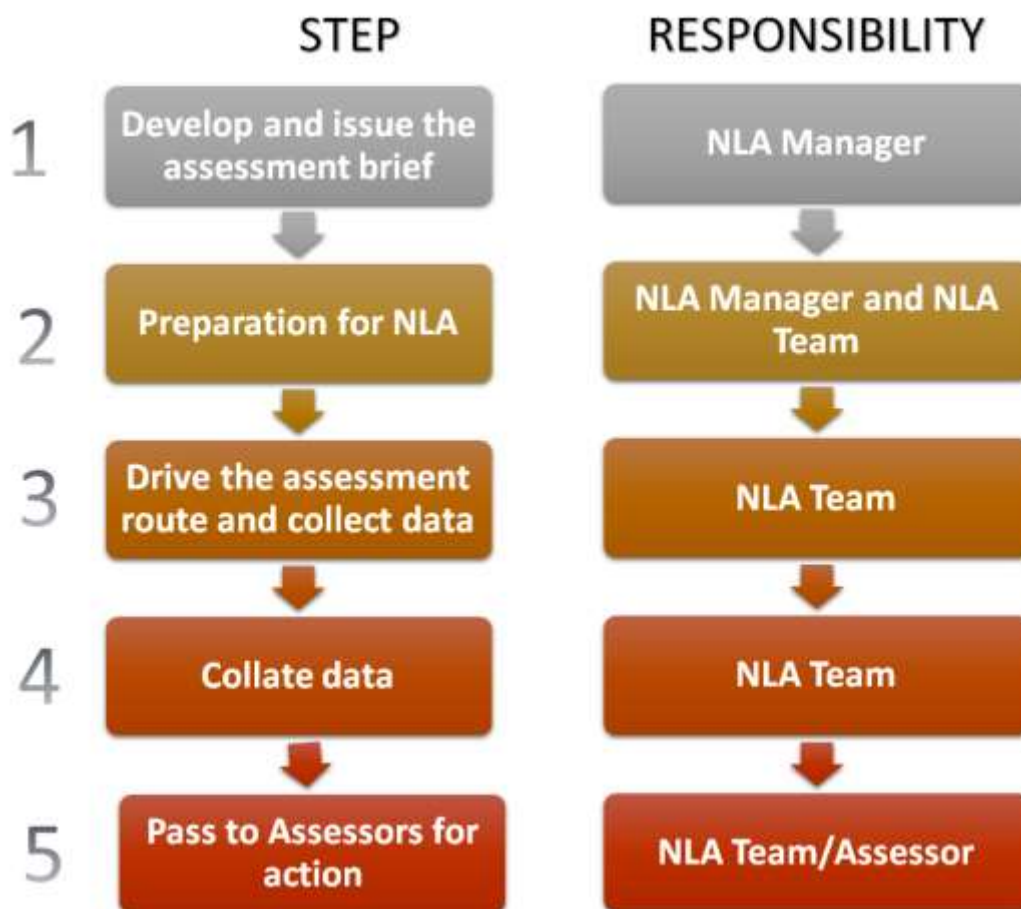 STEP RESPONSIBILITY
1
Develop and issue the
assessment brief
NLA Manager
2
Preparation for NLA
NLA Manager and NLA
Team
3
Drive the assessment
route and collect data
NLA Team
4
Collate data
NLA Team
5
Pass to Assessors for
action
NLA Team/Assessor